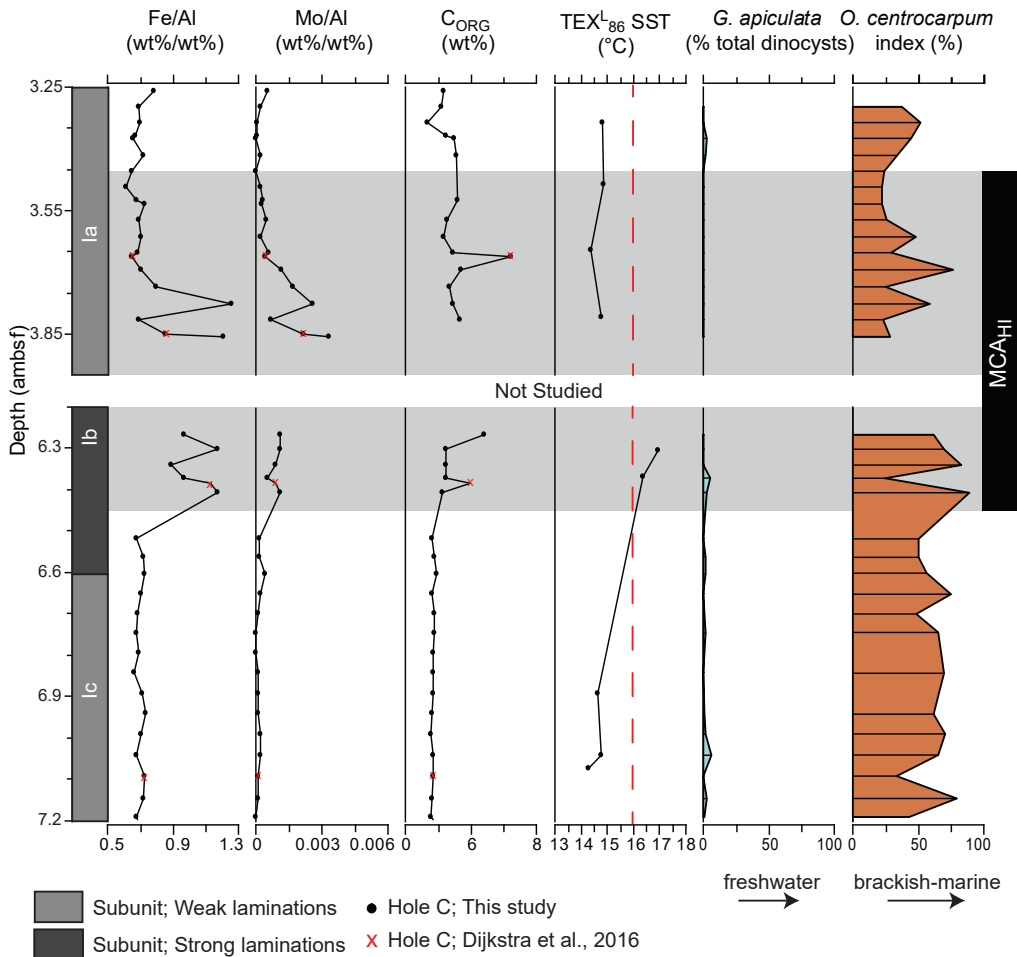 Fe/Al
(wt%/wt%)
Mo/Al
(wt%/wt%)
CORG
(wt%)
TEXL86 SST
(°C)
G. apiculata
(% total dinocysts)
O. centrocarpum
index (%)
Depth (ambsf)
3.25
3.55
3.85
6.3
6.6
6.9
7.2
Ia
Ib
Ic
Not Studied
MCAHI
0.5 0.9 1.3
0 0.003 0.006
0 4 8
13 14 15 16 17 18
0 50 100
0 50 100
freshwater
brackish-marine
Subunit; Weak laminations
Subunit; Strong laminations
Hole C; This study
x Hole C; Dijkstra et al., 2016